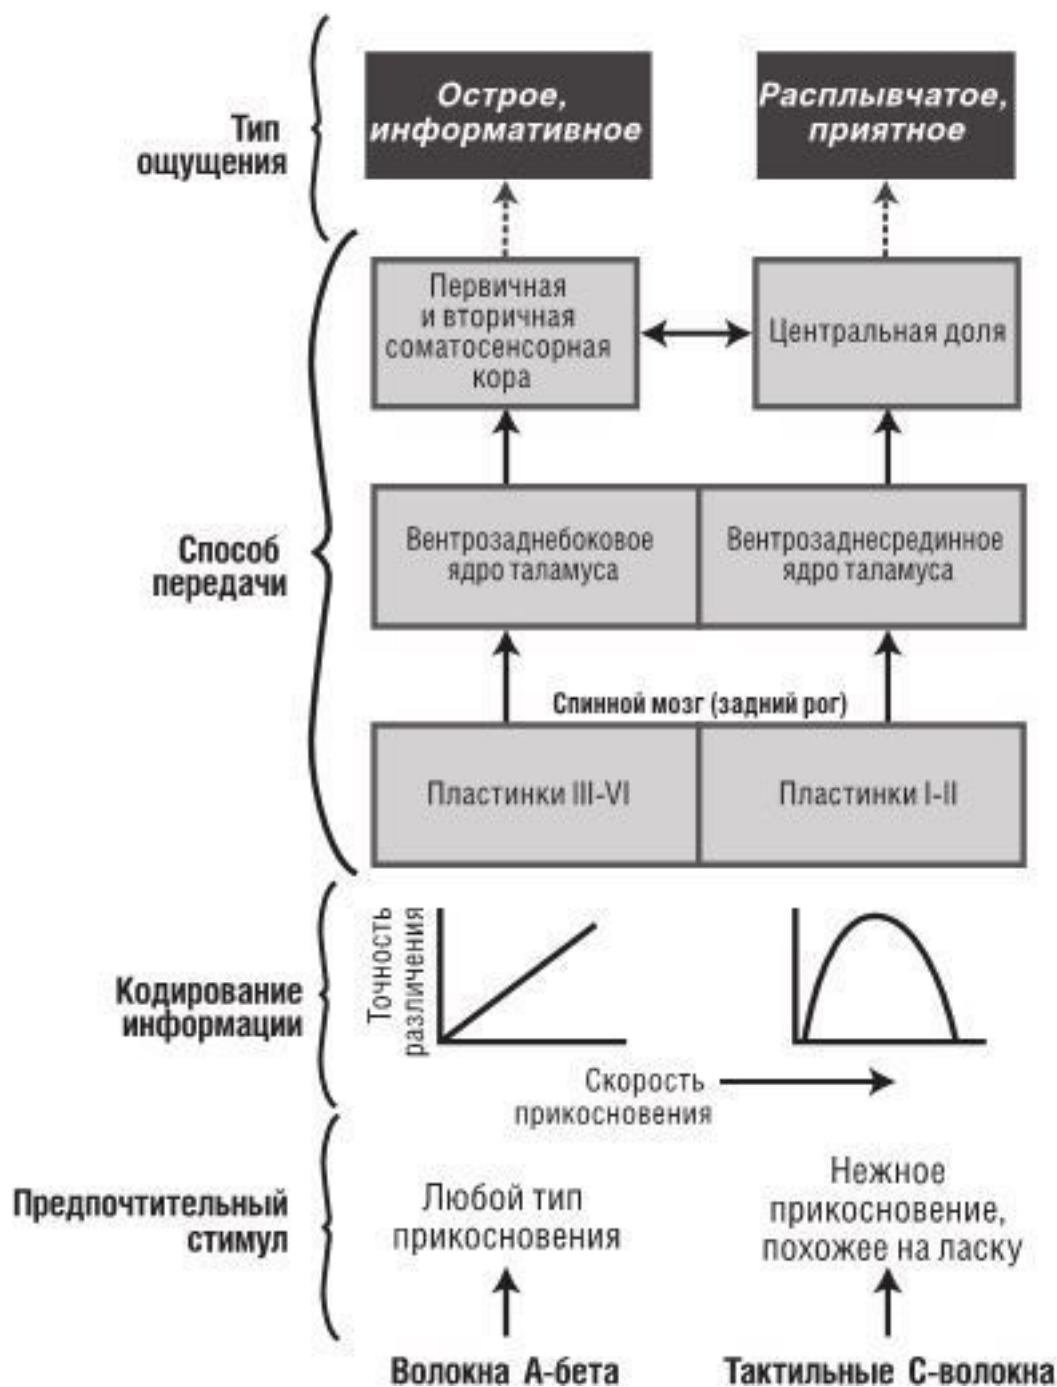 Тип
ощущения
Острое,
информативное
Расплывчатое,
приятное
Способ
передачи
Первичная
и вторичная
соматосенсорная
кора
Центральная доля
Вентрозаднебоковое
ядро таламуса
Вентрозаднесрединное
ядро таламуса
Спинной мозг (задний рог)
Пластинки III-VI
Пластинки I-II
Кодирование
информации
Точность
различения
Скорость
прикосновения
Предпочтительный
стимул
Любой тип
прикосновения
Нежное
прикосновение,
похожее на ласку
Волокна А-бета
Тактильные С-волокна